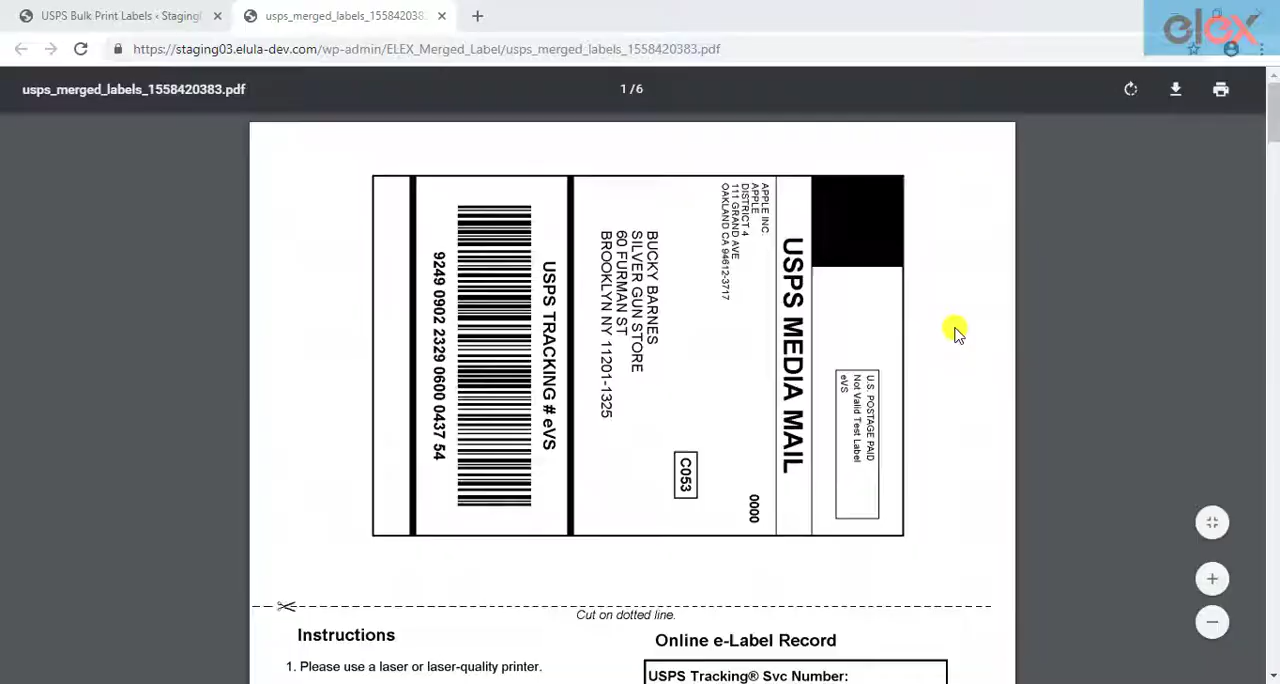 USPS Bulk Print Labels ‹ Staging
usps_merged_labels_155842038
elex
https://staging03.elula-dev.com/wp-admin/ELEX_Merged_Label/usps_merged_labels_1558420383.pdf
usps_merged_labels_1558420383.pdf
1 / 6
U.S. POSTAGE PAID
Not Valid Test Label
eVS
USPS MEDIA MAIL
APPLE INC.
APPLE
DISTRICT 4
111 GRAND AVE
OAKLAND CA 94612-3717
0000
C053
BUCKY BARNES
SILVER GUN STORE
60 FURMAN ST
BROOKLYN NY 11201-1325
USPS TRACKING # eVS
9249 0902 2329 0600 0437 54
Cut on dotted line.
Instructions
1. Please use a laser or laser-quality printer.
Online e-Label Record
USPS Tracking® Svc Number: